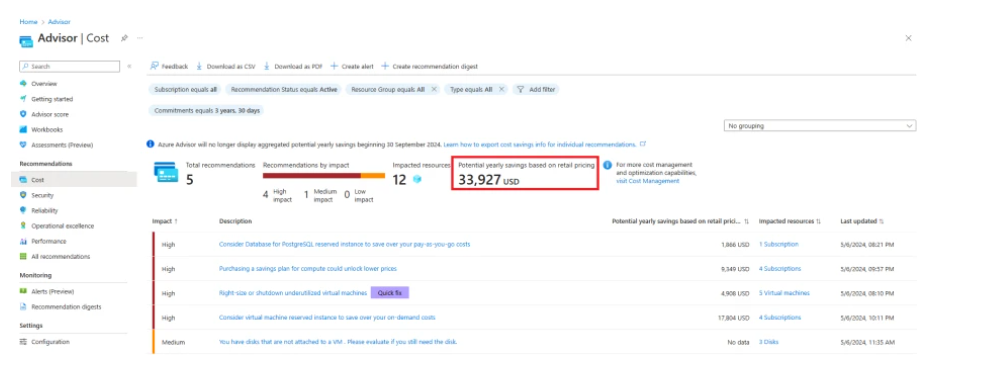 Home > Advisor
Advisor | Cost
Search
Overview
Getting started
Advisor score
Workbooks
Assessments (Preview)
Recommendations
Cost
Security
Reliability
Operational excellence
Performance
All recommendations
Monitoring
Alerts (Preview)
Recommendation digests
Settings
Configuration
Feedback Download as CSV Download as PDF Create alert Create recommendation digest
Subscription equals all Recommendation Status equals Active Resource Group equals All Type equals All Add filter
Commitments equals 3 years, 30 days
No grouping
Azure Advisor will no longer display aggregated potential yearly savings beginning 30 September 2024. Learn how to export cost savings info for individual recommendations.
Total recommendations
5
Recommendations by impact
4 High impact 1 Medium impact 0 Low impact
Impacted resources
12
Potential yearly savings based on retail pricing
33,927 USD
For more cost management
and optimization capabilities,
visit Cost Management
Impact Description Potential yearly savings based on retail prici... Impacted resources Last updated
High Consider Database for PostgreSQL reserved instance to save over your pay-as-you-go costs 1,866 USD 1 Subscription 5/6/2024, 08:21 PM
High Purchasing a savings plan for compute could unlock lower prices 9,349 USD 4 Subscriptions 5/6/2024, 09:57 PM
High Right-size or shutdown underutilized virtual machines Quick fix 4,908 USD 5 Virtual machines 5/6/2024, 08:10 PM
High Consider virtual machine reserved instance to save over your on-demand costs 17,804 USD 4 Subscriptions 5/6/2024, 10:11 PM
Medium You have disks that are not attached to a VM . Please evaluate if you still need the disk. No data 3 Disks 5/6/2024, 11:35 AM